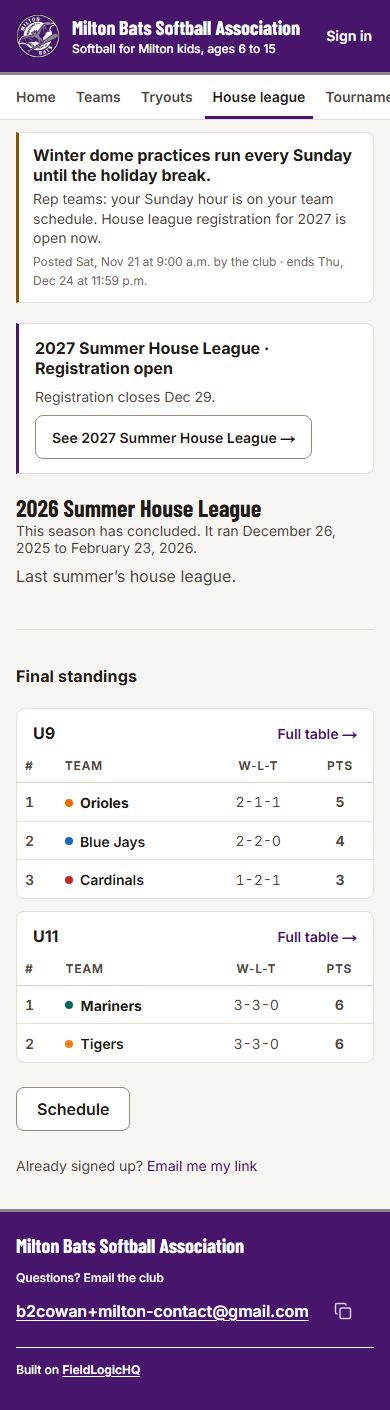 MILTON
BATS
Milton Bats Softball Association
Softball for Milton kids, ages 6 to 15
Sign in
Home Teams Tryouts House league Tourname
Winter dome practices run every Sunday
until the holiday break.
Rep teams: your Sunday hour is on your team
schedule. House league registration for 2027 is
open now.
Posted Sat, Nov 21 at 9:00 a.m. by the club · ends Thu,
Dec 24 at 11:59 p.m.
2027 Summer House League ·
Registration open
Registration closes Dec 29.
See 2027 Summer House League →
2026 Summer House League
This season has concluded. It ran December 26,
2025 to February 23, 2026.
Last summer’s house league.
Final standings
U9 Full table →
# TEAM W-L-T PTS
1 Orioles 2-1-1 5
2 Blue Jays 2-2-0 4
3 Cardinals 1-2-1 3
U11 Full table →
# TEAM W-L-T PTS
1 Mariners 3-3-0 6
2 Tigers 3-3-0 6
Schedule
Already signed up? Email me my link
Milton Bats Softball Association
Questions? Email the club
b2cowan+milton-contact@gmail.com
Built on FieldLogicHQ